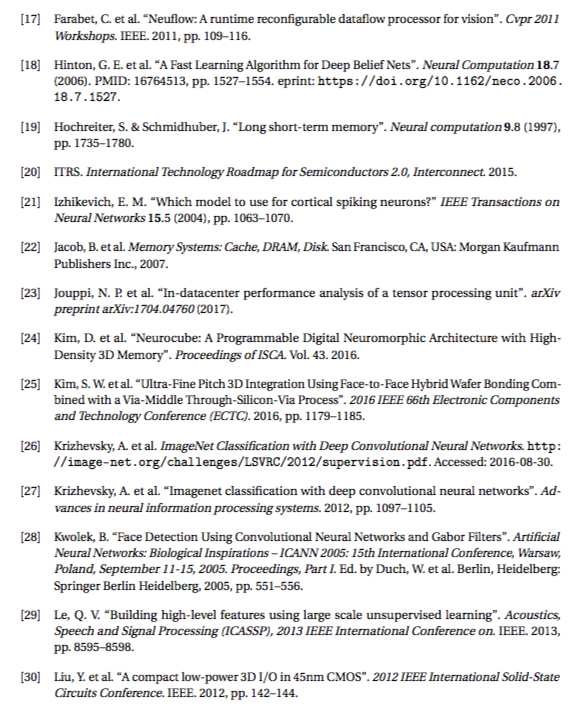 [17] Farabet, C. et al. “Neuflow: A runtime reconfigurable dataflow processor for vision”. Cvpr 2011
Workshops. IEEE. 2011, pp. 109–116.
[18] Hinton, G. E. et al. “A Fast Learning Algorithm for Deep Belief Nets”. Neural Computation 18.7
(2006). PMID: 16764513, pp. 1527–1554. eprint: https://doi.org/10.1162/neco.2006.
18.7.1527.
[19] Hochreiter, S. & Schmidhuber, J. “Long short-term memory”. Neural computation 9.8 (1997),
pp. 1735–1780.
[20] ITRS. International Technology Roadmap for Semiconductors 2.0, Interconnect. 2015.
[21] Izhikevich, E. M. “Which model to use for cortical spiking neurons?” IEEE Transactions on
Neural Networks 15.5 (2004), pp. 1063–1070.
[22] Jacob, B. et al. Memory Systems: Cache, DRAM, Disk. San Francisco, CA, USA: Morgan Kaufmann
Publishers Inc., 2007.
[23] Jouppi, N. P. et al. “In-datacenter performance analysis of a tensor processing unit”. arXiv
preprint arXiv:1704.04760 (2017).
[24] Kim, D. et al. “Neurocube: A Programmable Digital Neuromorphic Architecture with High-
Density 3D Memory”. Proceedings of ISCA. Vol. 43. 2016.
[25] Kim, S. W. et al. “Ultra-Fine Pitch 3D Integration Using Face-to-Face Hybrid Wafer Bonding Com-
bined with a Via-Middle Through-Silicon-Via Process”. 2016 IEEE 66th Electronic Components
and Technology Conference (ECTC). 2016, pp. 1179–1185.
[26] Krizhevsky, A. et al. ImageNet Classification with Deep Convolutional Neural Networks. http:
//image-net.org/challenges/LSVRC/2012/supervision.pdf. Accessed: 2016-08-30.
[27] Krizhevsky, A. et al. “Imagenet classification with deep convolutional neural networks”. Ad-
vances in neural information processing systems. 2012, pp. 1097–1105.
[28] Kwolek, B. “Face Detection Using Convolutional Neural Networks and Gabor Filters”. Artificial
Neural Networks: Biological Inspirations – ICANN 2005: 15th International Conference, Warsaw,
Poland, September 11-15, 2005. Proceedings, Part I. Ed. by Duch, W. et al. Berlin, Heidelberg:
Springer Berlin Heidelberg, 2005, pp. 551–556.
[29] Le, Q. V. “Building high-level features using large scale unsupervised learning”. Acoustics,
Speech and Signal Processing (ICASSP), 2013 IEEE International Conference on. IEEE. 2013,
pp. 8595–8598.
[30] Liu, Y. et al. “A compact low-power 3D I/O in 45nm CMOS”. 2012 IEEE International Solid-State
Circuits Conference. IEEE. 2012, pp. 142–144.